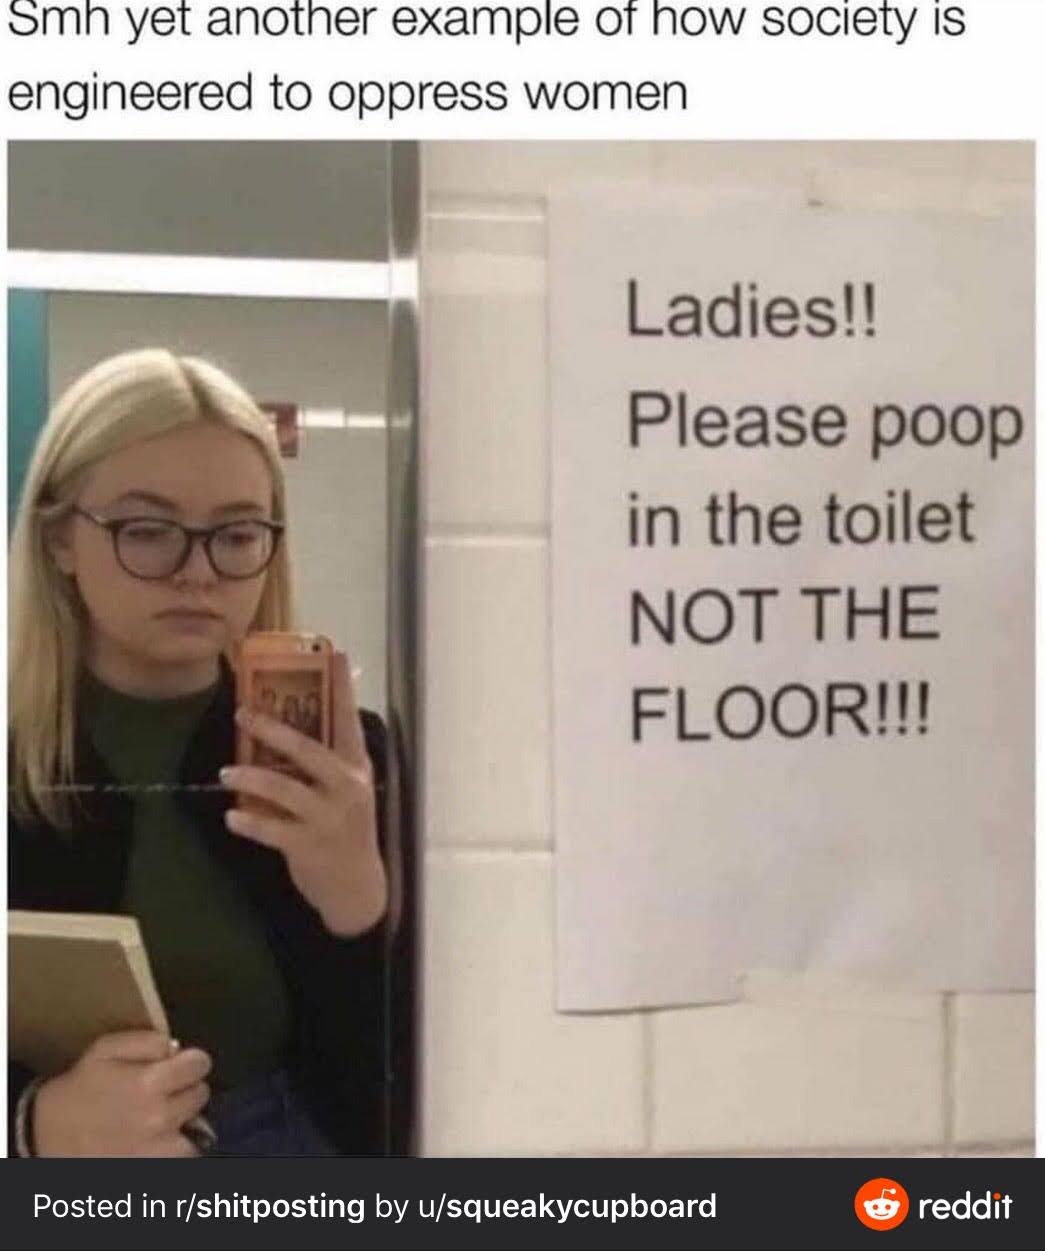 Smh yet another example of how society is
engineered to oppress women
Ladies!!
Please poop
in the toilet
NOT THE
FLOOR!!!
Posted in r/shitposting by u/squeakycupboard
reddit